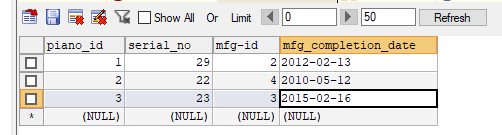 Show All Or Limit 0 50 Refresh
piano_id serial_no mfg-id mfg_completion_date
1 29 2 2012-02-13
2 22 4 2010-05-12
3 23 3 2015-02-16
* (NULL) (NULL) (NULL) (NULL)